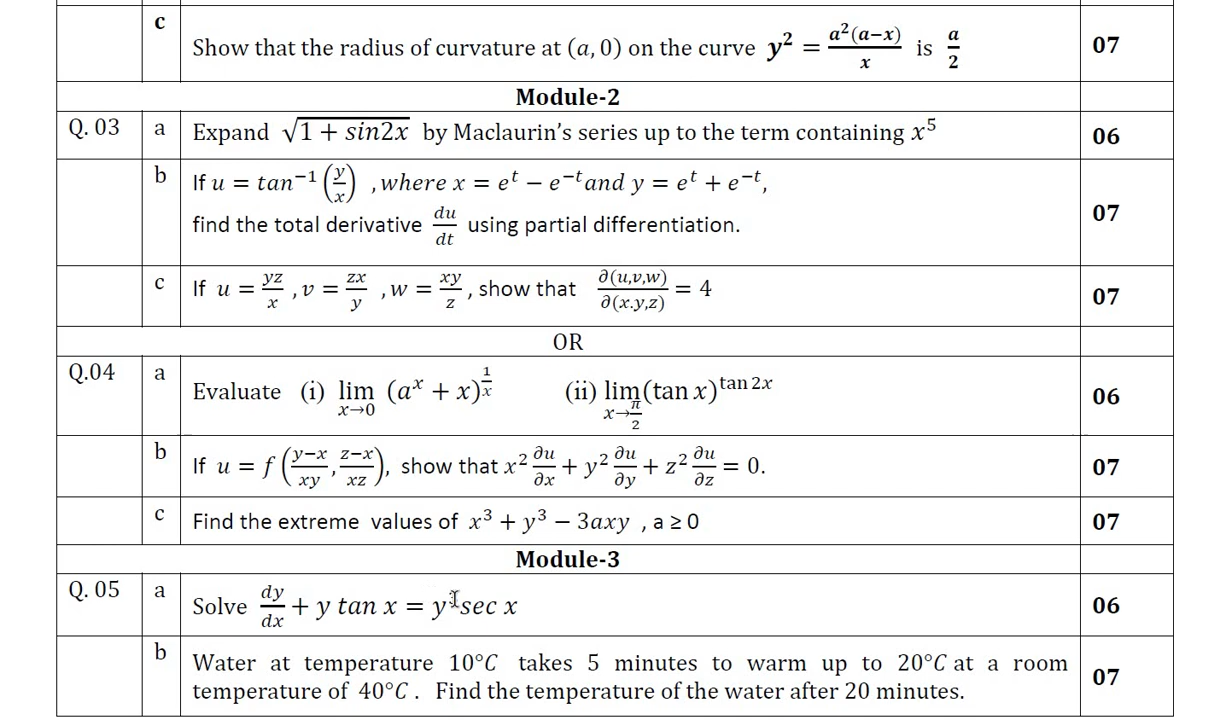 c Show that the radius of curvature at (a, 0) on the curve y² = a²(a−x)/x is a/2 07
Module-2
Q. 03 a Expand √(1 + sin2x) by Maclaurin's series up to the term containing x⁵ 06
b If u = tan⁻¹(y/x) , where x = eᵗ − e⁻ᵗ and y = eᵗ + e⁻ᵗ,
find the total derivative du/dt using partial differentiation. 07
c If u = yz/x , v = zx/y , w = xy/z , show that ∂(u,v,w)/∂(x.y,z) = 4 07
OR
Q.04 a Evaluate (i) lim x→0 (aˣ + x)^(1/x) (ii) lim x→π/2 (tan x)^(tan 2x) 06
b If u = f((y−x)/xy, (z−x)/xz), show that x² ∂u/∂x + y² ∂u/∂y + z² ∂u/∂z = 0. 07
c Find the extreme values of x³ + y³ − 3axy , a ≥ 0 07
Module-3
Q. 05 a Solve dy/dx + y tan x = y sec x 06
b Water at temperature 10°C takes 5 minutes to warm up to 20°C at a room
temperature of 40°C . Find the temperature of the water after 20 minutes. 07